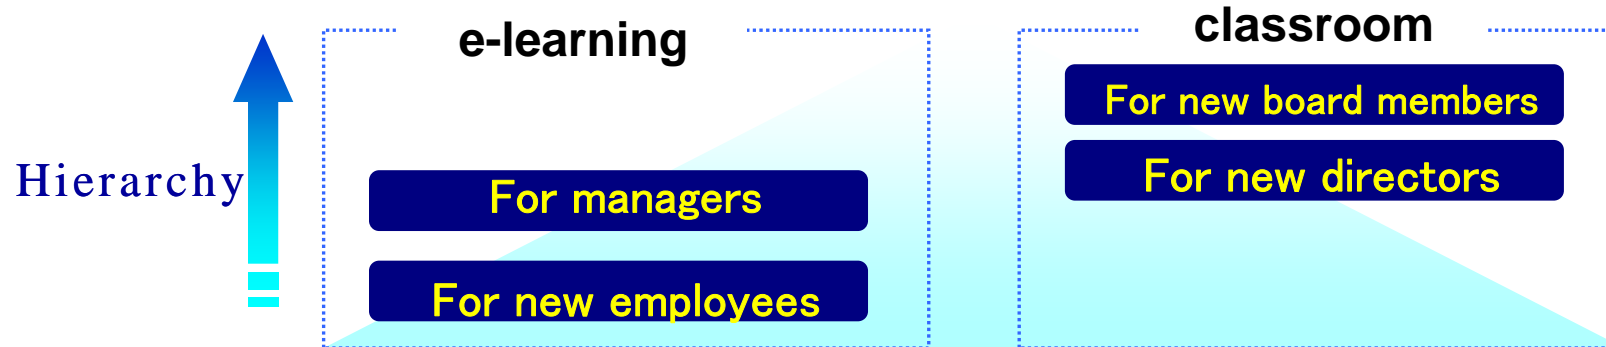 e-learning
classroom
For new board members
For new directors
Hierarchy
For managers
For new employees